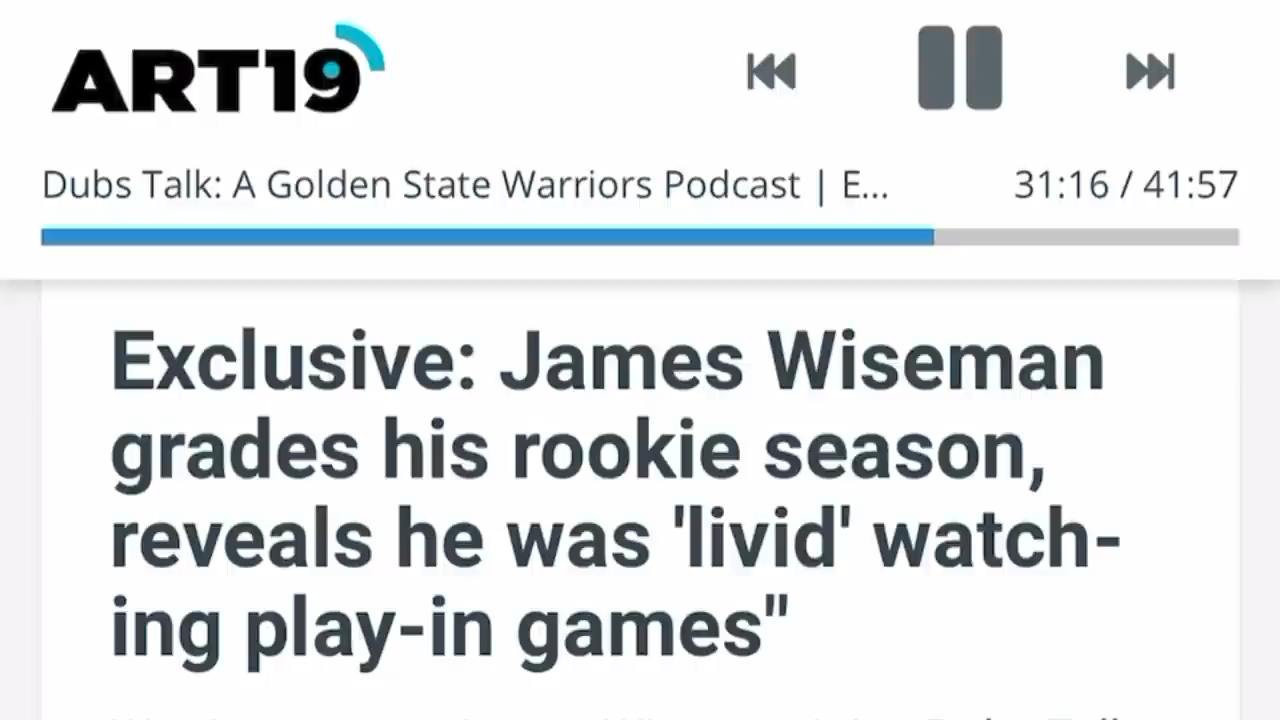 ART19
Dubs Talk: A Golden State Warriors Podcast | E...
31:16 / 41:57
Exclusive: James Wiseman
grades his rookie season,
reveals he was 'livid' watch-
ing play-in games"